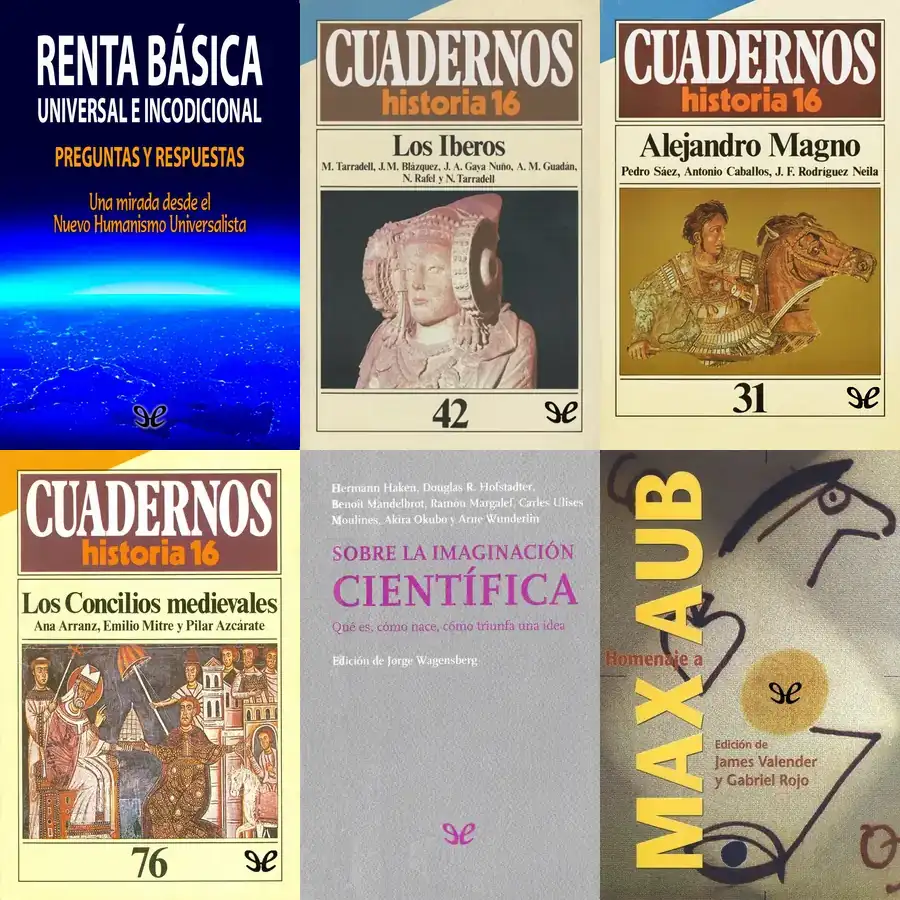 RENTA BÁSICA
UNIVERSAL E INCODICIONAL
PREGUNTAS Y RESPUESTAS
Una mirada desde el
Nuevo Humanismo Universalista
CUADERNOS
historia 16
Los Iberos
M. Tarradell, J. M. Blázquez, J. A. Gaya Nuño, A. M. Guadán,
N. Rafel y N. Tarradell
42
CUADERNOS
historia 16
Alejandro Magno
Pedro Sáez, Antonio Caballos, J. F. Rodríguez Neila
31
CUADERNOS
historia 16
Los Concilios medievales
Ana Arranz, Emilio Mitre y Pilar Azcárate
76
Hermann Haken, Douglas R. Hofstadter,
Benoît Mandelbrot, Ramón Margalef, Carles Ulises
Moulines, Akira Okubo y Arne Wunderlin
SOBRE LA IMAGINACIÓN
CIENTÍFICA
Qué es, cómo nace, cómo triunfa una idea
Edición de Jorge Wagensberg
Homenaje a
MAX AUB
Edición de
James Valender
y Gabriel Rojo